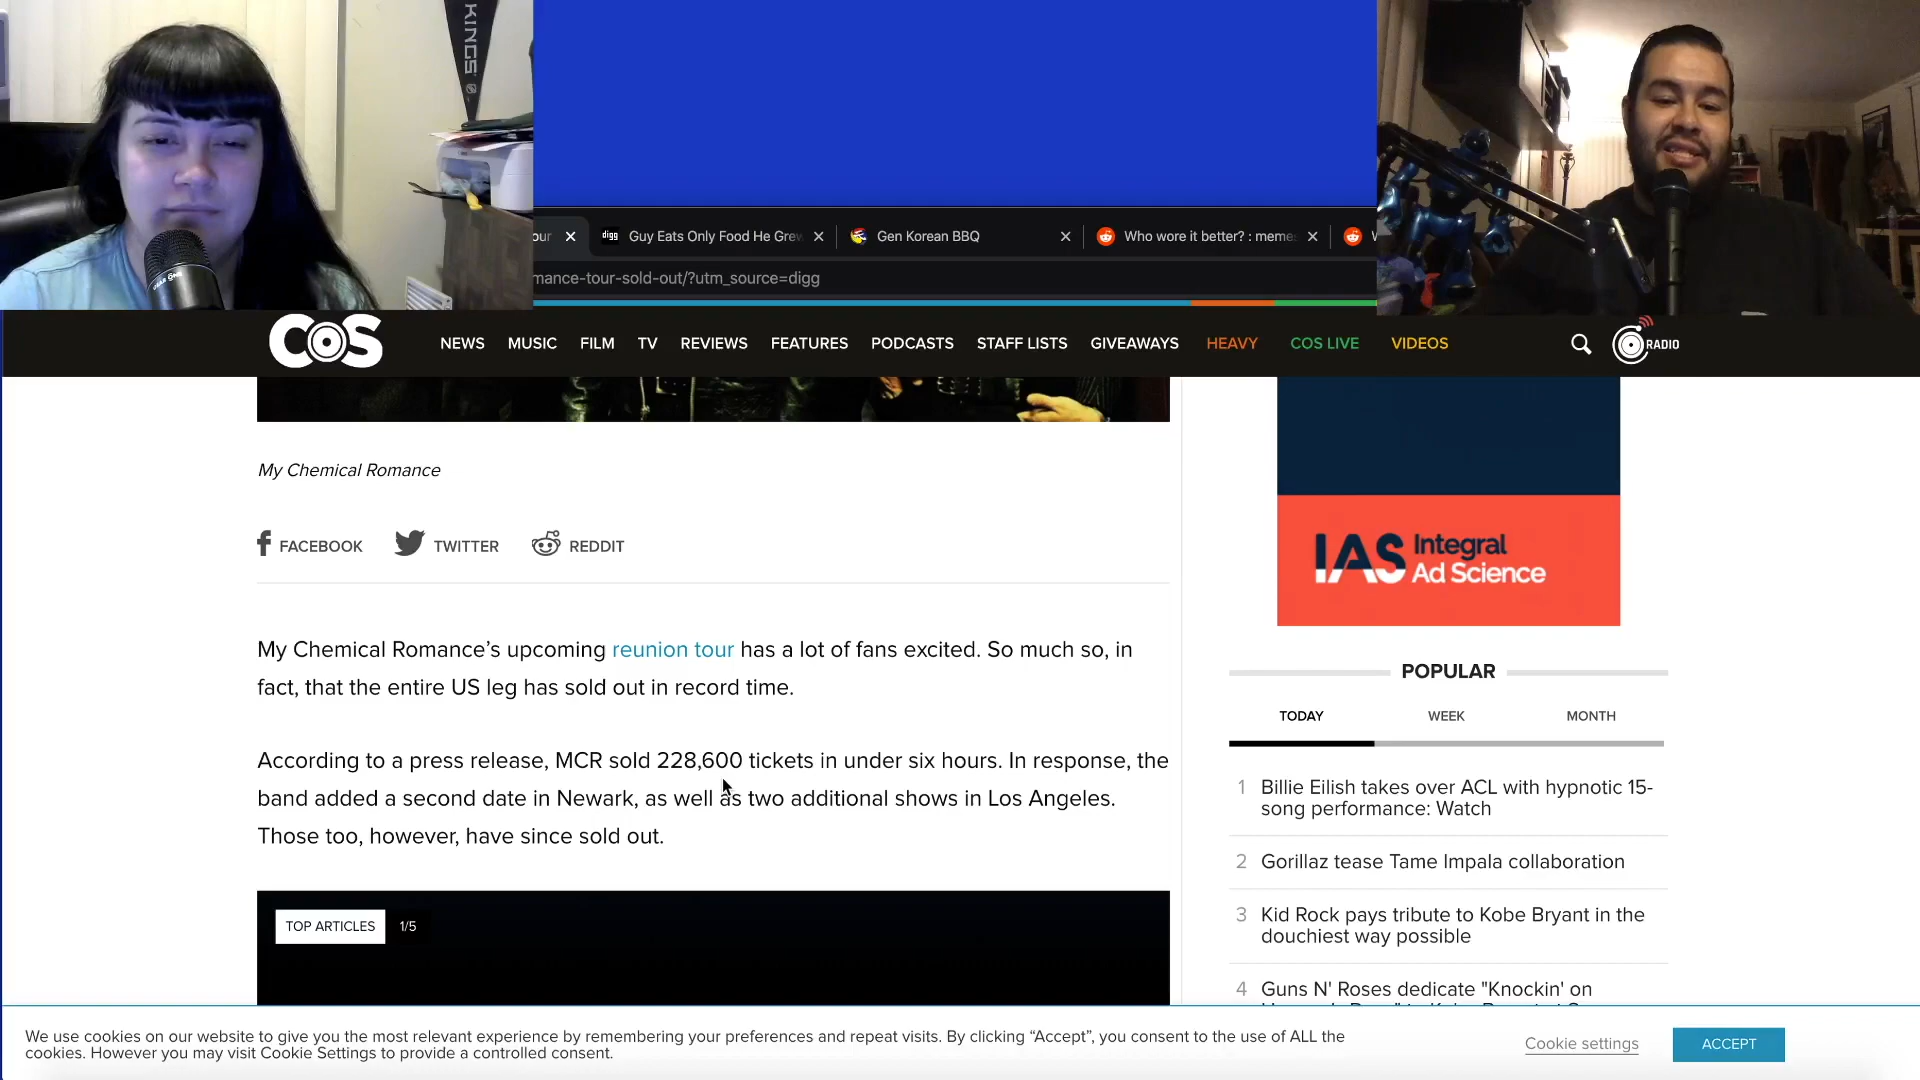 KINGS
our
Guy Eats Only Food He Grew
Gen Korean BBQ
Who wore it better? : meme
mance-tour-sold-out/?utm_source=digg
digg
COS
NEWS MUSIC FILM TV REVIEWS FEATURES PODCASTS STAFF LISTS GIVEAWAYS HEAVY COS LIVE VIDEOS
RADIO
My Chemical Romance
FACEBOOK TWITTER REDDIT
My Chemical Romance’s upcoming reunion tour has a lot of fans excited. So much so, in
fact, that the entire US leg has sold out in record time.
According to a press release, MCR sold 228,600 tickets in under six hours. In response, the
band added a second date in Newark, as well as two additional shows in Los Angeles.
Those too, however, have since sold out.
TOP ARTICLES 1/5
IAS Integral
Ad Science
POPULAR
TODAY WEEK MONTH
1 Billie Eilish takes over ACL with hypnotic 15-
song performance: Watch
2 Gorillaz tease Tame Impala collaboration
3 Kid Rock pays tribute to Kobe Bryant in the
douchiest way possible
4 Guns N' Roses dedicate "Knockin' on
We use cookies on our website to give you the most relevant experience by remembering your preferences and repeat visits. By clicking “Accept”, you consent to the use of ALL the
cookies. However you may visit Cookie Settings to provide a controlled consent.
Cookie settings
ACCEPT